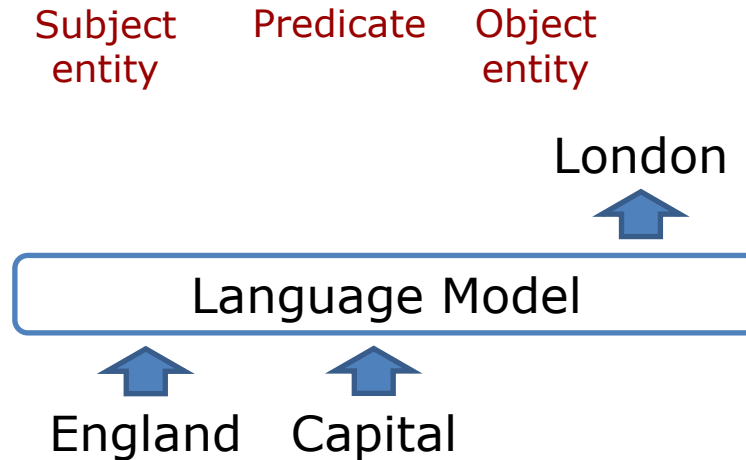 Subject entity
Predicate
Object entity
London
Language Model
England
Capital